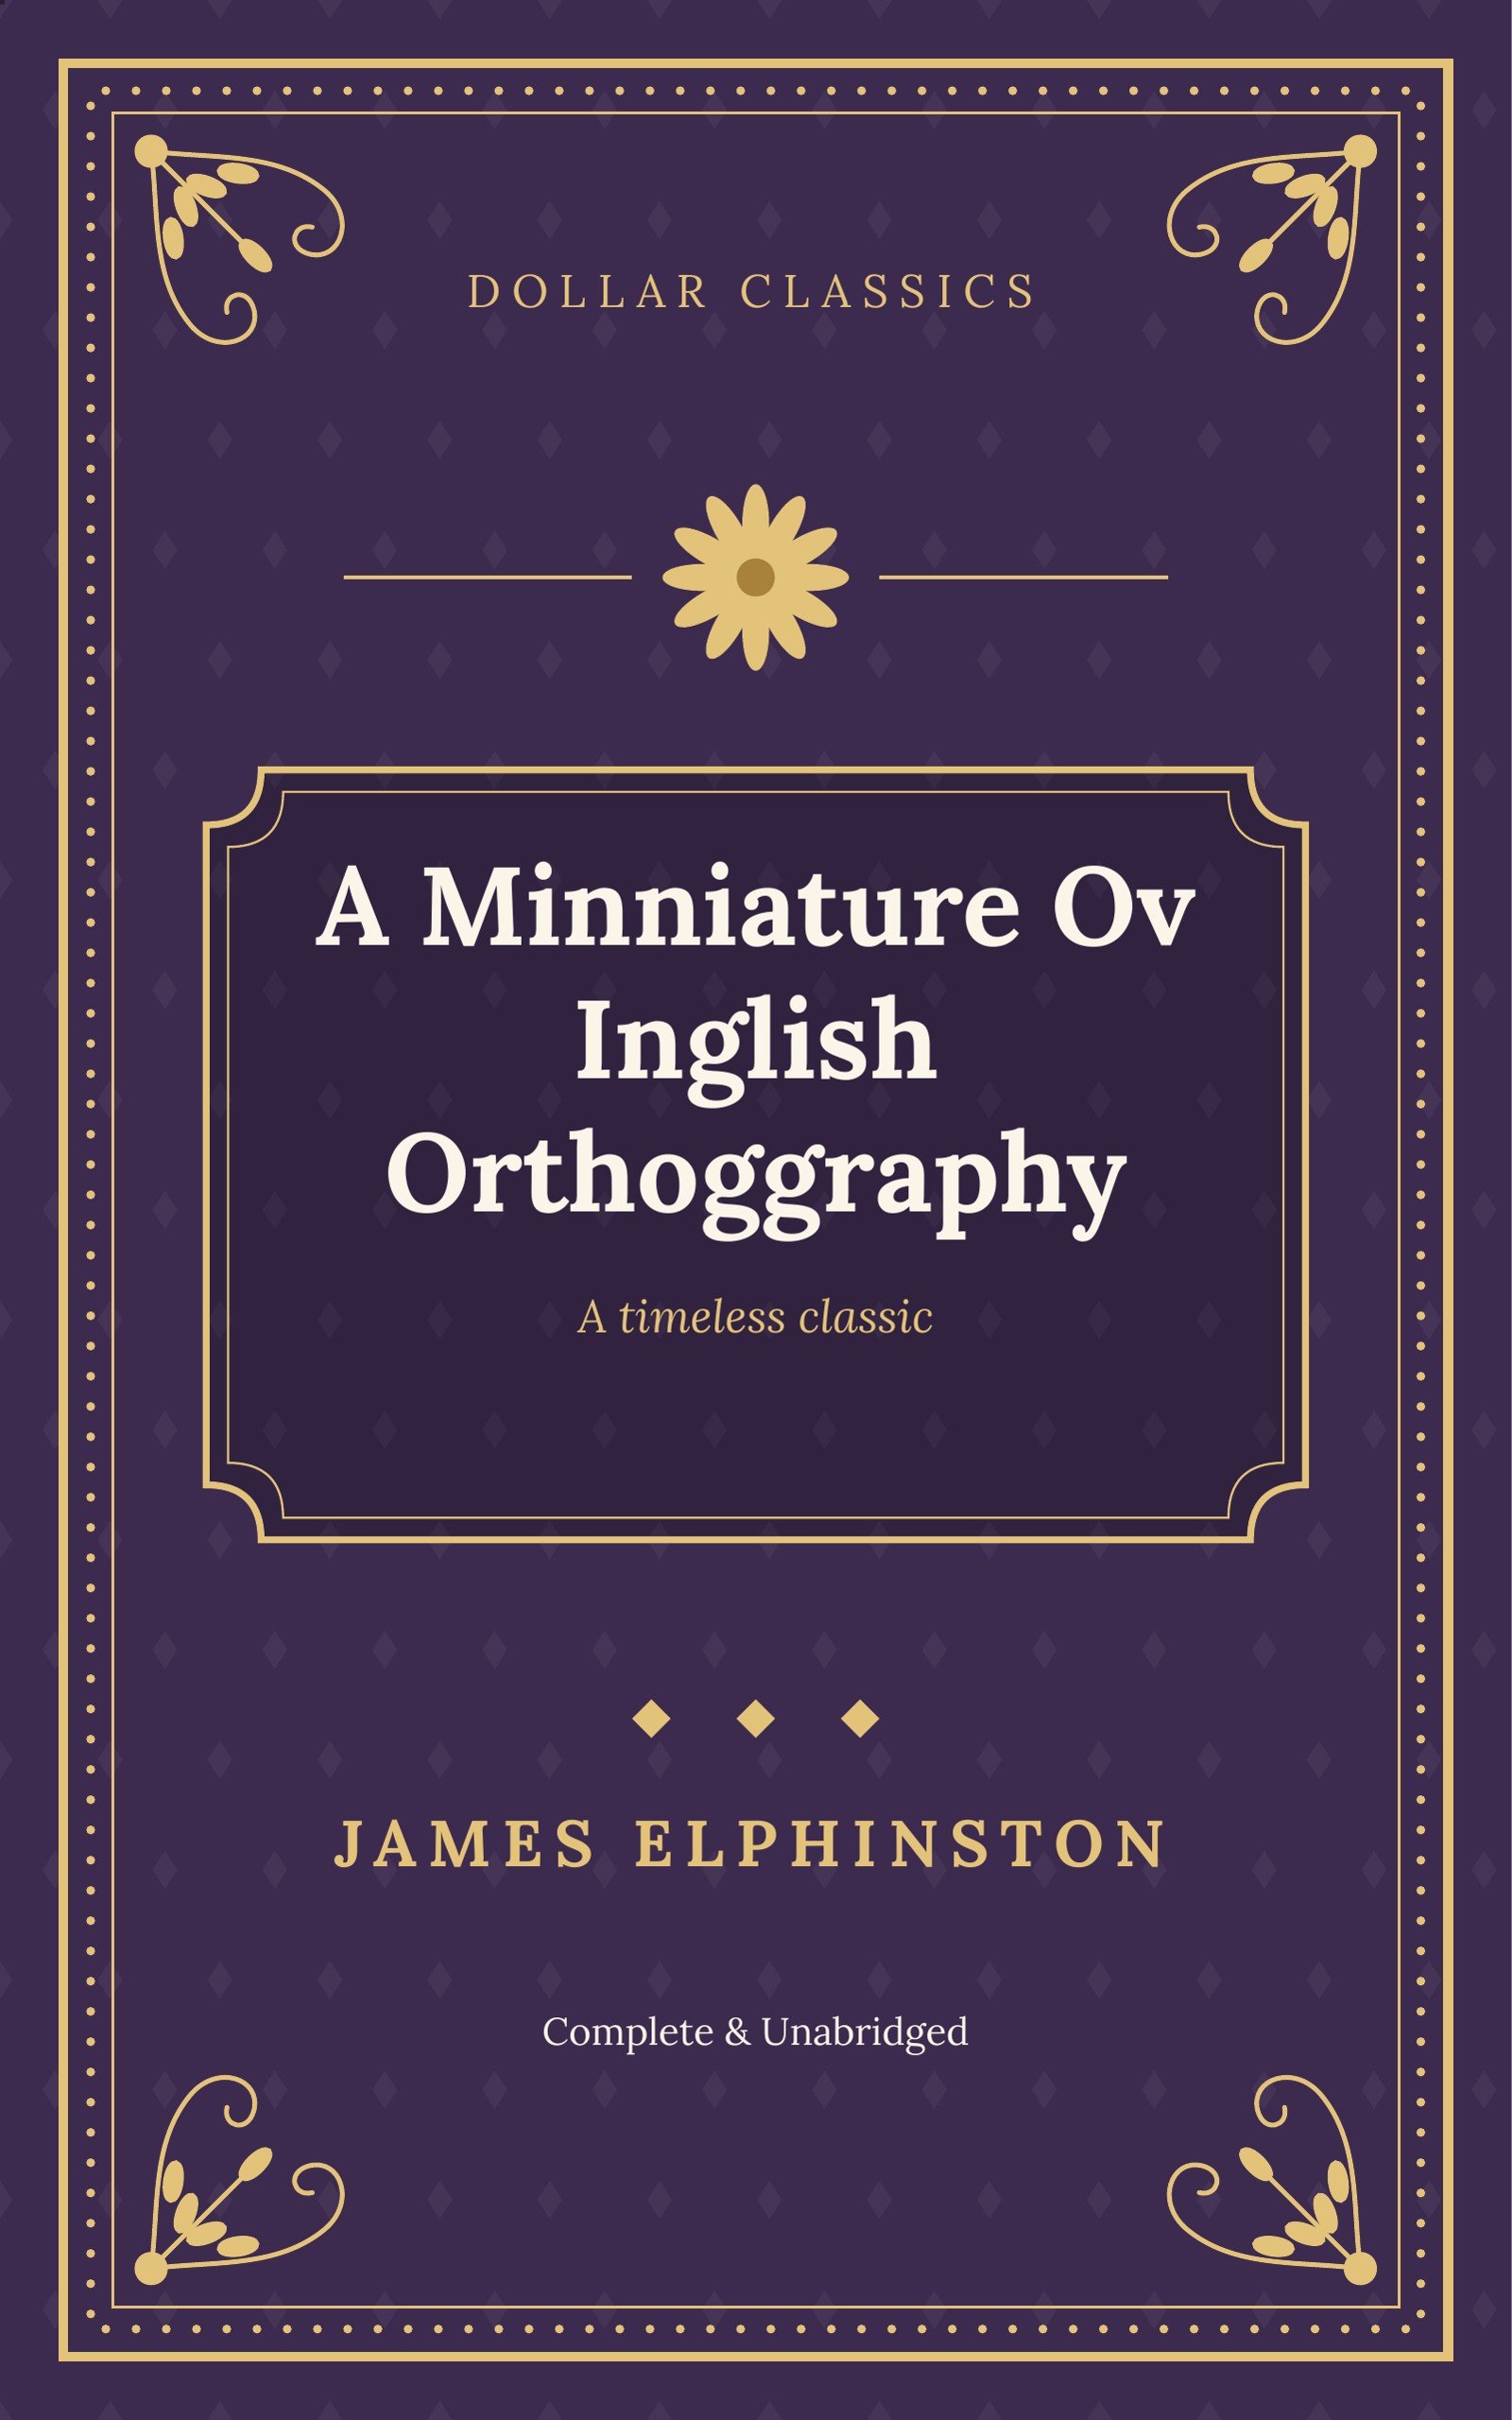 DOLLAR CLASSICS
A Minniature Ov
Inglish
Orthoggraphy
A timeless classic
JAMES ELPHINSTON
Complete & Unabridged